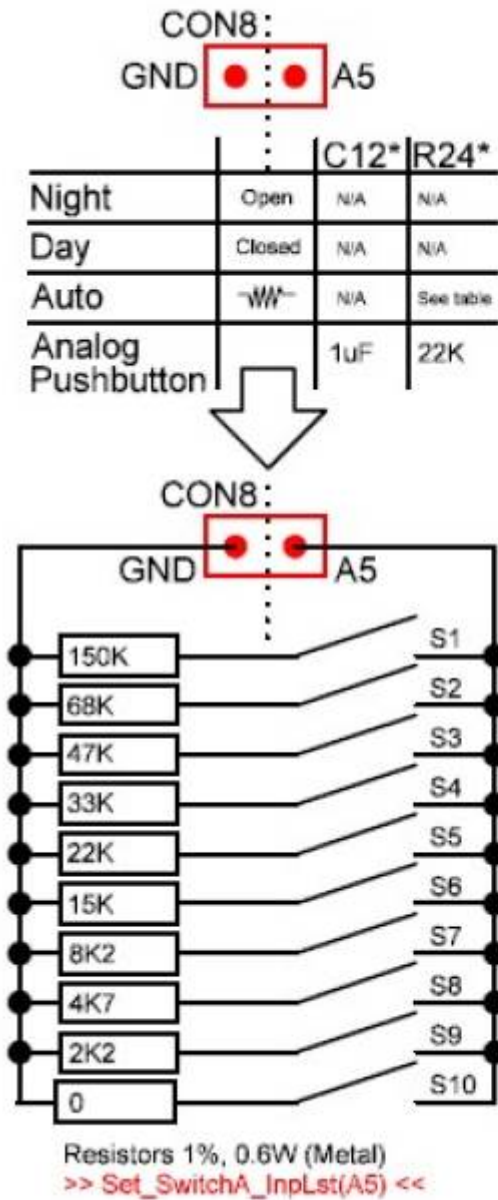 CON8:
GND A5
C12* R24*
Night Open N/A N/A
Day Closed N/A N/A
Auto N/A See table
Analog
Pushbutton 1uF 22K
CON8:
GND A5
150K S1
68K S2
47K S3
33K S4
22K S5
15K S6
8K2 S7
4K7 S8
2K2 S9
0 S10
Resistors 1%, 0.6W (Metal)
>> Set_SwitchA_InpLst(A5) <<